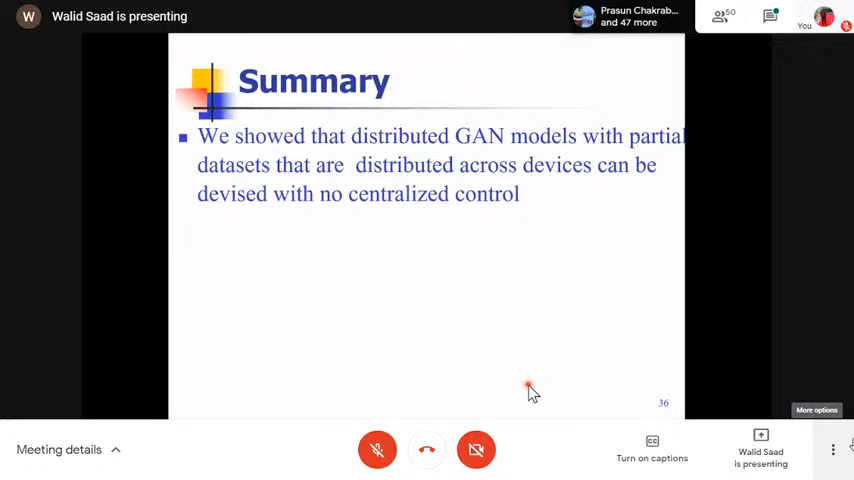 W
Walid Saad is presenting
Prasun Chakrab...
and 47 more
50
You
Summary
We showed that distributed GAN models with partial
datasets that are distributed across devices can be
devised with no centralized control
36
More options
Meeting details
CC
Turn on captions
Walid Saad
is presenting